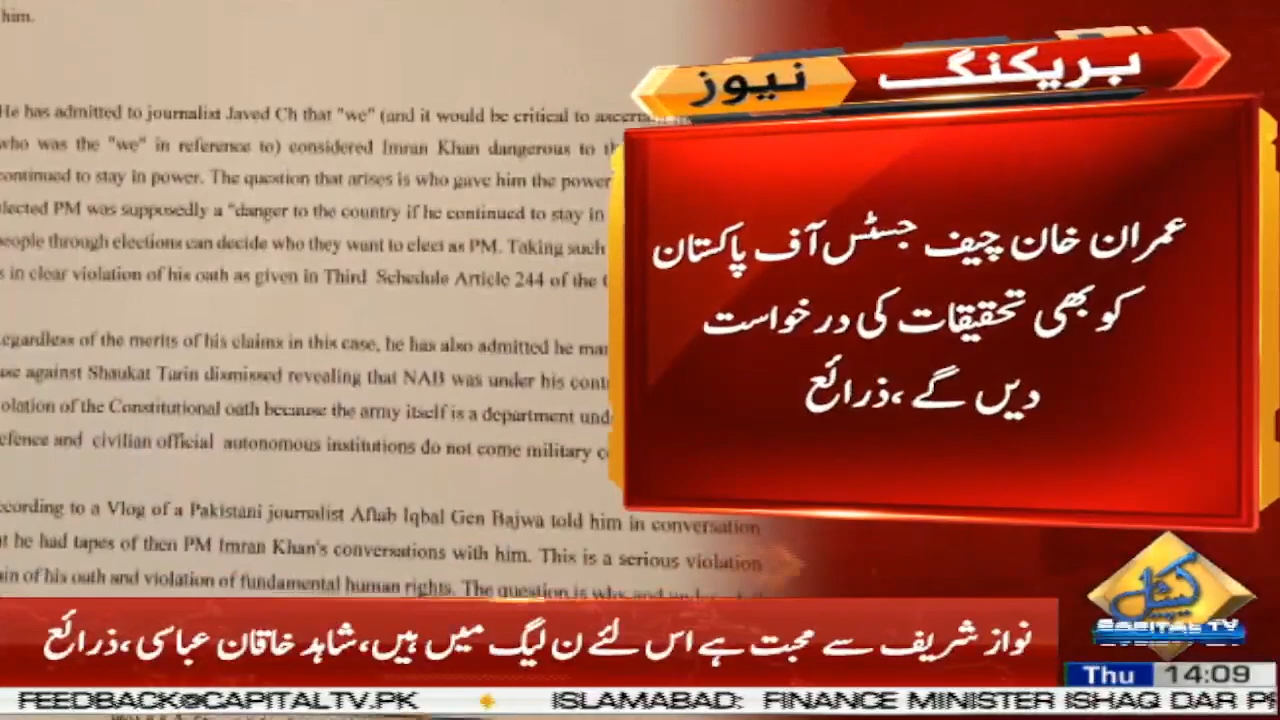 him.
He has admitted to journalist Javed Ch that "we" (and it would be critical to
who was the "we" in reference to) considered Imran Khan dangerous to
continued to stay in power. The question that arises is who gave him the power
elected PM was supposedly a "danger to the country if he continued to stay in
people through elections can decide who they want to elect as PM. Taking such
in clear violation of his oath as given in Third Schedule Article 244 of the
egardless of the merits of his claims in this case, he has also admitted he
against Shaukat Tarin dismissed revealing that NAB was under his
olation of the Constitutional oath because the army itself is a department
efence and civilian official autonomous institutions do not come military
ccording to a Vlog of a Pakistani journalist Aftab Iqbal Gen Bajwa told him in conversation
he had tapes of then PM Imran Khan's conversations with him. This is a serious violation
of his oath and violation of fundamental human rights. The question is why and
بریکنگ نیوز
عمران خان چیف جسٹس آف پاکستان
کو بھی تحقیقات کی درخواست
دیں گے ،ذرائع
کیپیٹل
CAPITAL TV
نواز شریف سے محبت ہے اس لئے ن لیگ میں ہیں،شاہد خاقان عباسی ،ذرائع
Thu 14:09
FEEDBACK@CAPITALTV.PK ISLAMABAD: FINANCE MINISTER ISHAQ DAR